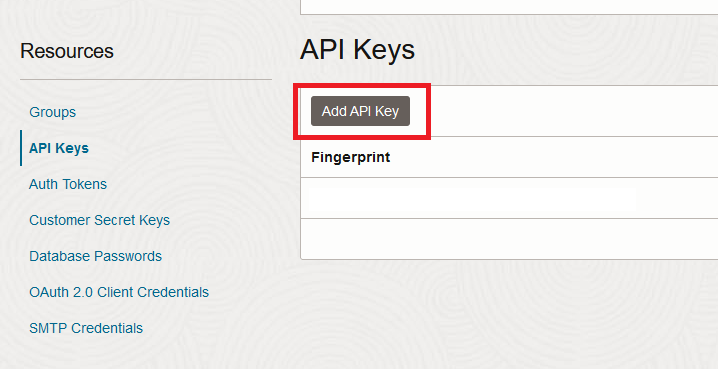 Resources
Groups
API Keys
Auth Tokens
Customer Secret Keys
Database Passwords
OAuth 2.0 Client Credentials
SMTP Credentials
API Keys
Add API Key
Fingerprint